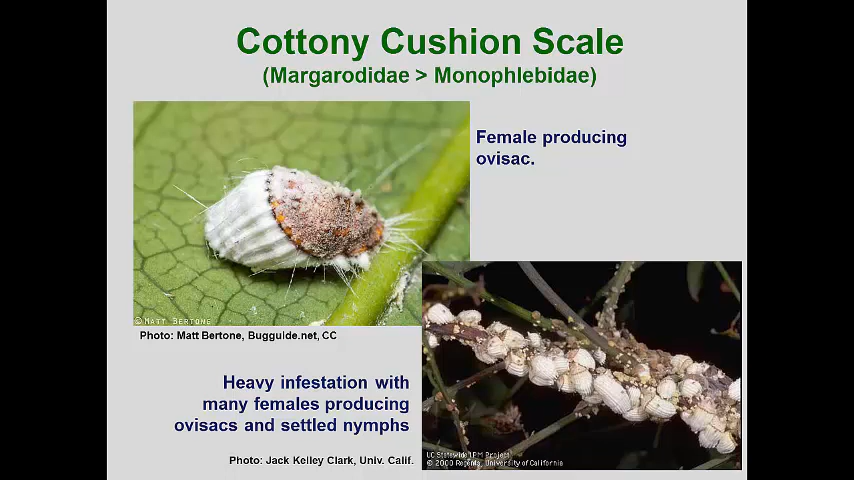 Cottony Cushion Scale
(Margarodidae > Monophlebidae)
Female producing
ovisac.
© Matt Bertone
Photo: Matt Bertone, Bugguide.net, CC
Heavy infestation with
many females producing
ovisacs and settled nymphs
UC Statewide IPM Project
© 2000 Regents, University of California
Photo: Jack Kelley Clark, Univ. Calif.